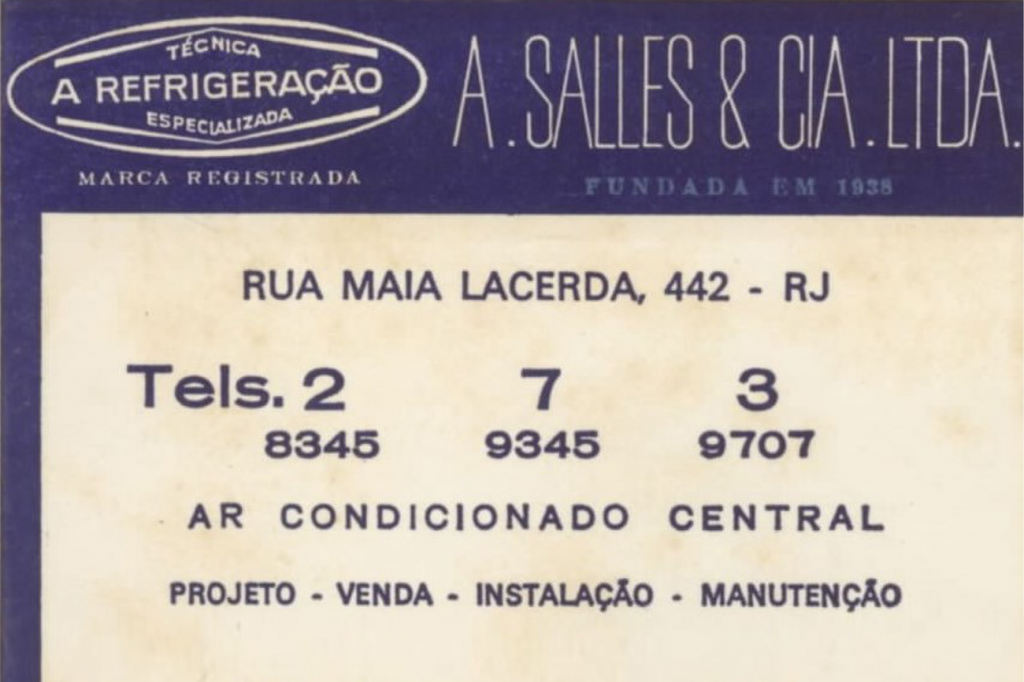 TÉCNICA
A REFRIGERAÇÃO
ESPECIALIZADA
MARCA REGISTRADA
A. SALLES & CIA. LTDA.
FUNDADA EM 1938
RUA MAIA LACERDA, 442 - RJ
Tels. 2 7 3
8345 9345 9707
AR CONDICIONADO CENTRAL
PROJETO - VENDA - INSTALAÇÃO - MANUTENÇÃO